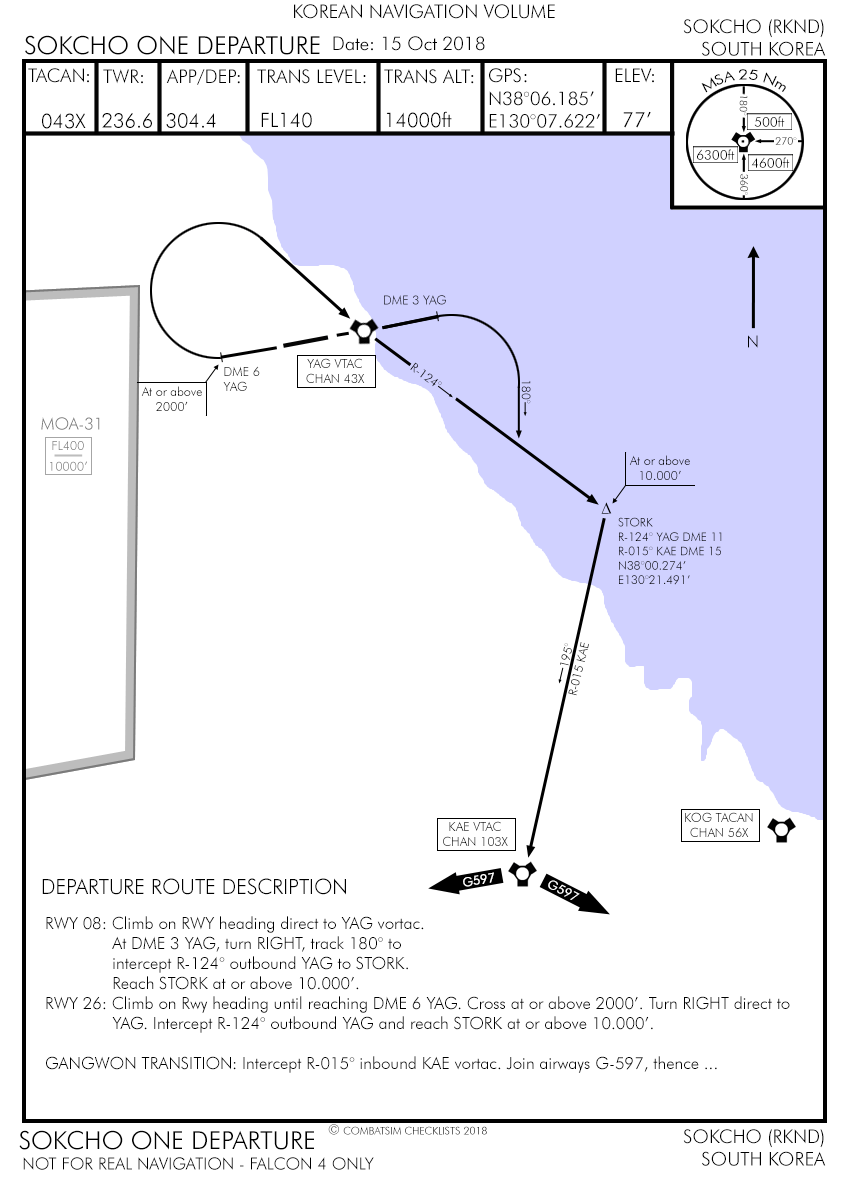 KOREAN NAVIGATION VOLUME
SOKCHO ONE DEPARTURE Date: 15 Oct 2018
SOKCHO (RKND)
SOUTH KOREA
TACAN:
043X
TWR:
236.6
APP/DEP:
304.4
TRANS LEVEL:
FL140
TRANS ALT:
14000ft
GPS:
N38°06.185’
E130°07.622’
ELEV:
77’
MSA 25 Nm
180°
500ft
270°
6300ft
4600ft
360°
N
DME 3 YAG
YAG VTAC
CHAN 43X
DME 6
YAG
At or above
2000’
R-124°
180°
MOA-31
FL400
10000’
At or above
10.000’
STORK
R-124° YAG DME 11
R-015° KAE DME 15
N38°00.274’
E130°21.491’
195°
R-015 KAE
KAE VTAC
CHAN 103X
KOG TACAN
CHAN 56X
G597
G597
DEPARTURE ROUTE DESCRIPTION
RWY 08: Climb on RWY heading direct to YAG vortac.
At DME 3 YAG, turn RIGHT, track 180° to
intercept R-124° outbound YAG to STORK.
Reach STORK at or above 10.000’.
RWY 26: Climb on Rwy heading until reaching DME 6 YAG. Cross at or above 2000’. Turn RIGHT direct to
YAG. Intercept R-124° outbound YAG and reach STORK at or above 10.000’.
GANGWON TRANSITION: Intercept R-015° inbound KAE vortac. Join airways G-597, thence ...
SOKCHO ONE DEPARTURE
© COMBATSIM CHECKLISTS 2018
NOT FOR REAL NAVIGATION - FALCON 4 ONLY
SOKCHO (RKND)
SOUTH KOREA